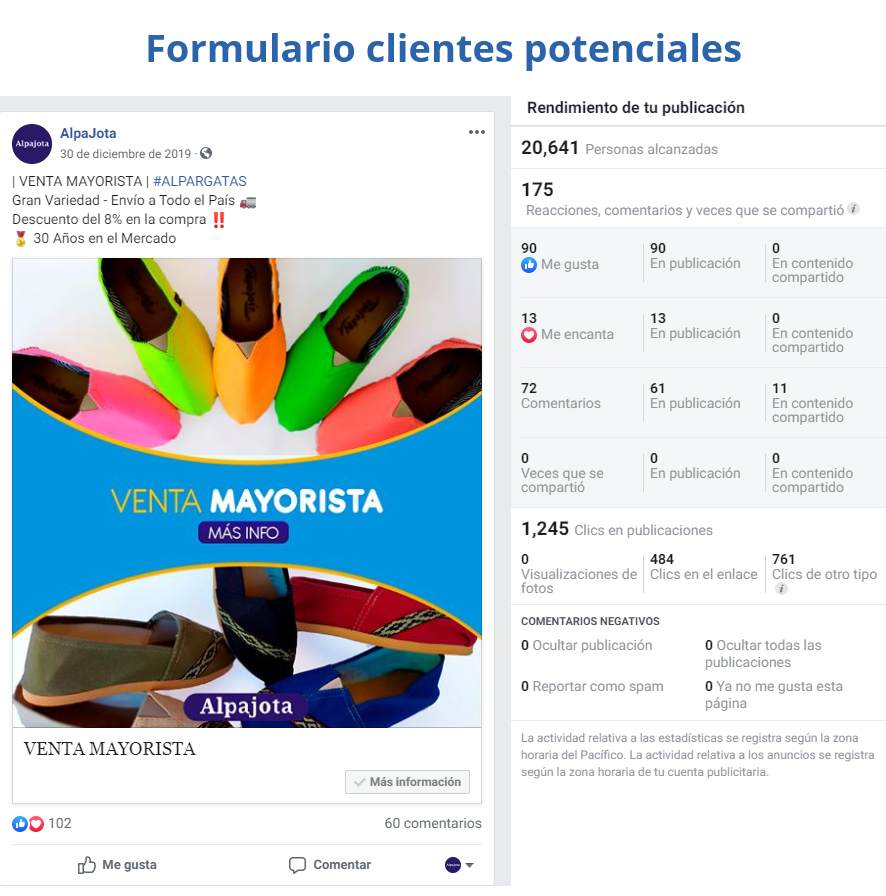 Formulario clientes potenciales
Alpajota
AlpaJota
30 de diciembre de 2019 ·
| VENTA MAYORISTA | #ALPARGATAS
Gran Variedad - Envío a Todo el País 🚛
Descuento del 8% en la compra ‼️
🏅 30 Años en el Mercado
VENTA MAYORISTA
MÁS INFO
Alpajota
VENTA MAYORISTA
Más información
102
60 comentarios
Me gusta
Comentar
Rendimiento de tu publicación
20,641 Personas alcanzadas
175
Reacciones, comentarios y veces que se compartió
90
Me gusta
90
En publicación
0
En contenido
compartido
13
Me encanta
13
En publicación
0
En contenido
compartido
72
Comentarios
61
En publicación
11
En contenido
compartido
0
Veces que se
compartió
0
En publicación
0
En contenido
compartido
1,245 Clics en publicaciones
0
Visualizaciones de
fotos
484
Clics en el enlace
761
Clics de otro tipo
COMENTARIOS NEGATIVOS
0 Ocultar publicación
0 Ocultar todas las
publicaciones
0 Reportar como spam
0 Ya no me gusta esta
página
La actividad relativa a las estadísticas se registra según la zona
horaria del Pacífico. La actividad relativa a los anuncios se registra
según la zona horaria de tu cuenta publicitaria.